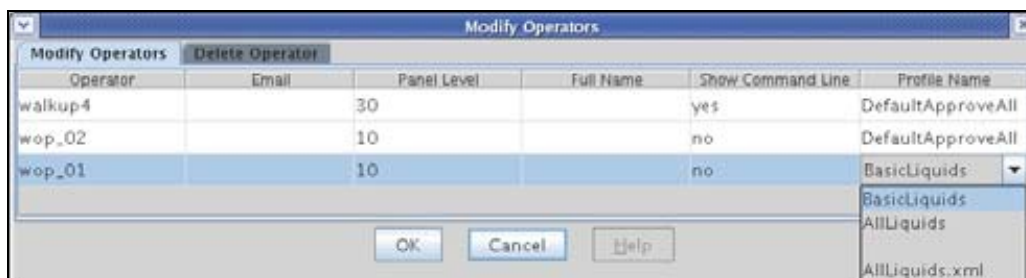 Modify Operators
Modify Operators Delete Operator
Operator Email Panel Level Full Name Show Command Line Profile Name
walkup4 30 yes DefaultApproveAll
wop_02 10 no DefaultApproveAll
wop_01 10 no BasicLiquids
BasicLiquids
AllLiquids
OK Cancel Help
AllLiquids.xml